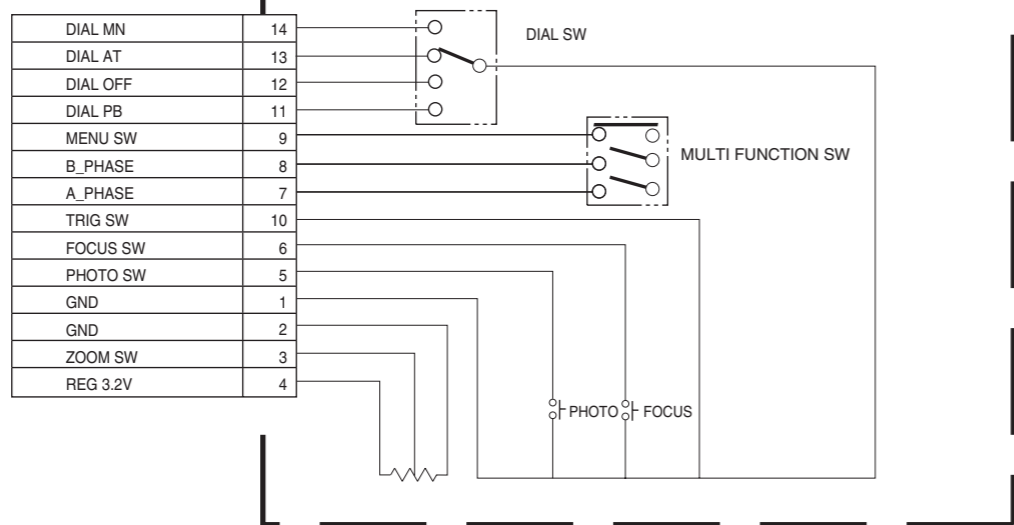 DIAL MN 14
DIAL SW
DIAL AT 13
DIAL OFF 12
DIAL PB 11
MENU SW 9
MULTI FUNCTION SW
B_PHASE 8
A_PHASE 7
TRIG SW 10
FOCUS SW 6
PHOTO SW 5
GND 1
GND 2
ZOOM SW 3
REG 3.2V 4
PHOTO FOCUS